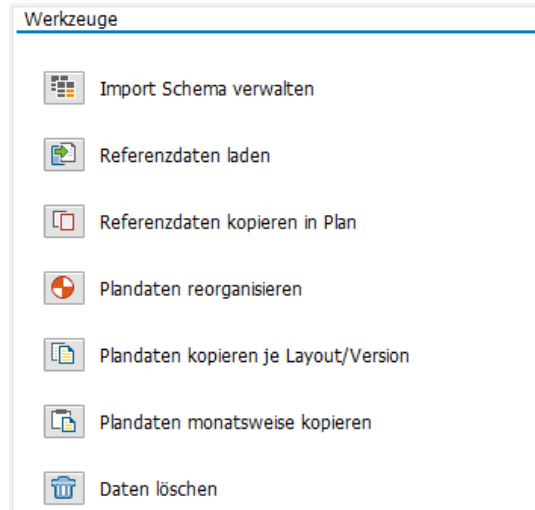 Werkzeuge
Import Schema verwalten
Referenzdaten laden
Referenzdaten kopieren in Plan
Plandaten reorganisieren
Plandaten kopieren je Layout/Version
Plandaten monatsweise kopieren
Daten löschen